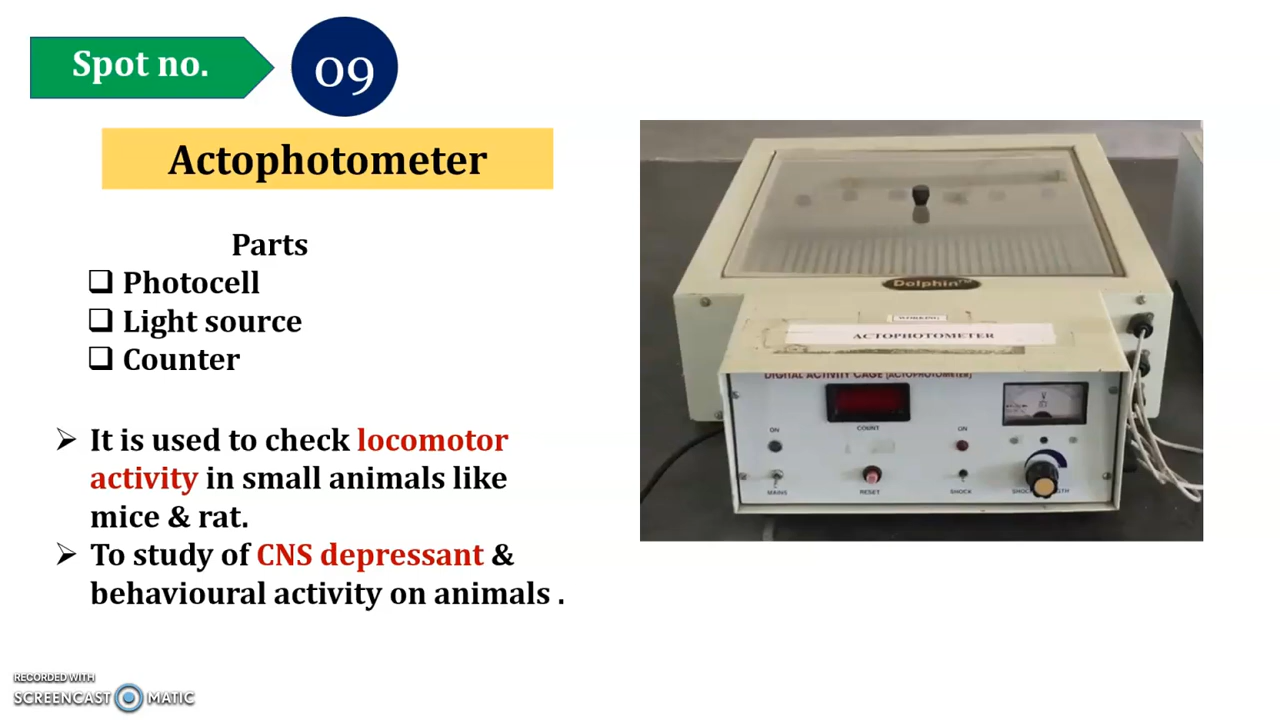 Spot no.
09
Actophotometer
Parts
Photocell
Light source
Counter
It is used to check locomotor
activity in small animals like
mice & rat.
To study of CNS depressant &
behavioural activity on animals .
Dolphin™
WORKING
ACTOPHOTOMETER
DIGITAL ACTIVITY CAGE [ACTOPHOTOMETER]
COUNT
V
ON
ON
MAINS
RESET
SHOCK
RECORDED WITH
SCREENCAST MATIC